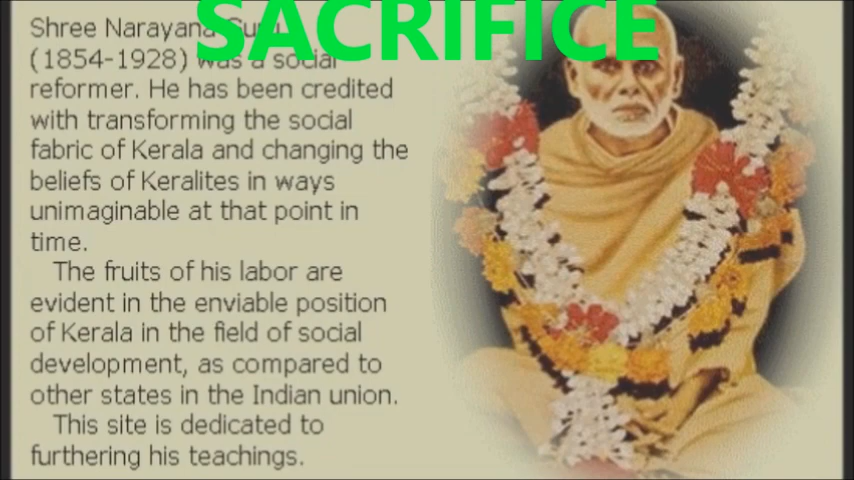 SACRIFICE
Shree Narayana Guru
(1854-1928) was a social
reformer. He has been credited
with transforming the social
fabric of Kerala and changing the
beliefs of Keralites in ways
unimaginable at that point in
time.
The fruits of his labor are
evident in the enviable position
of Kerala in the field of social
development, as compared to
other states in the Indian union.
This site is dedicated to
furthering his teachings.